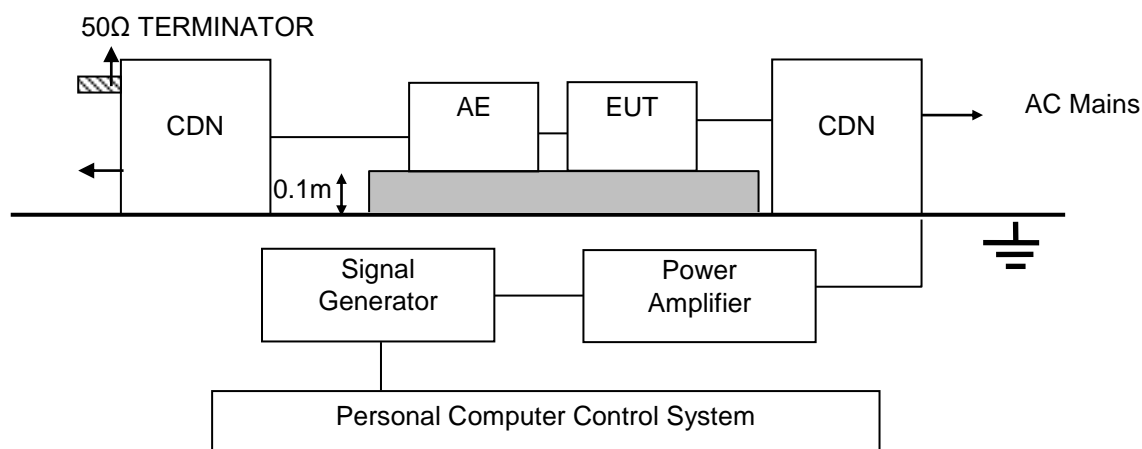 50Ω TERMINATOR
CDN
AE
EUT
CDN
AC Mains
0.1m
Signal
Generator
Power
Amplifier
Personal Computer Control System